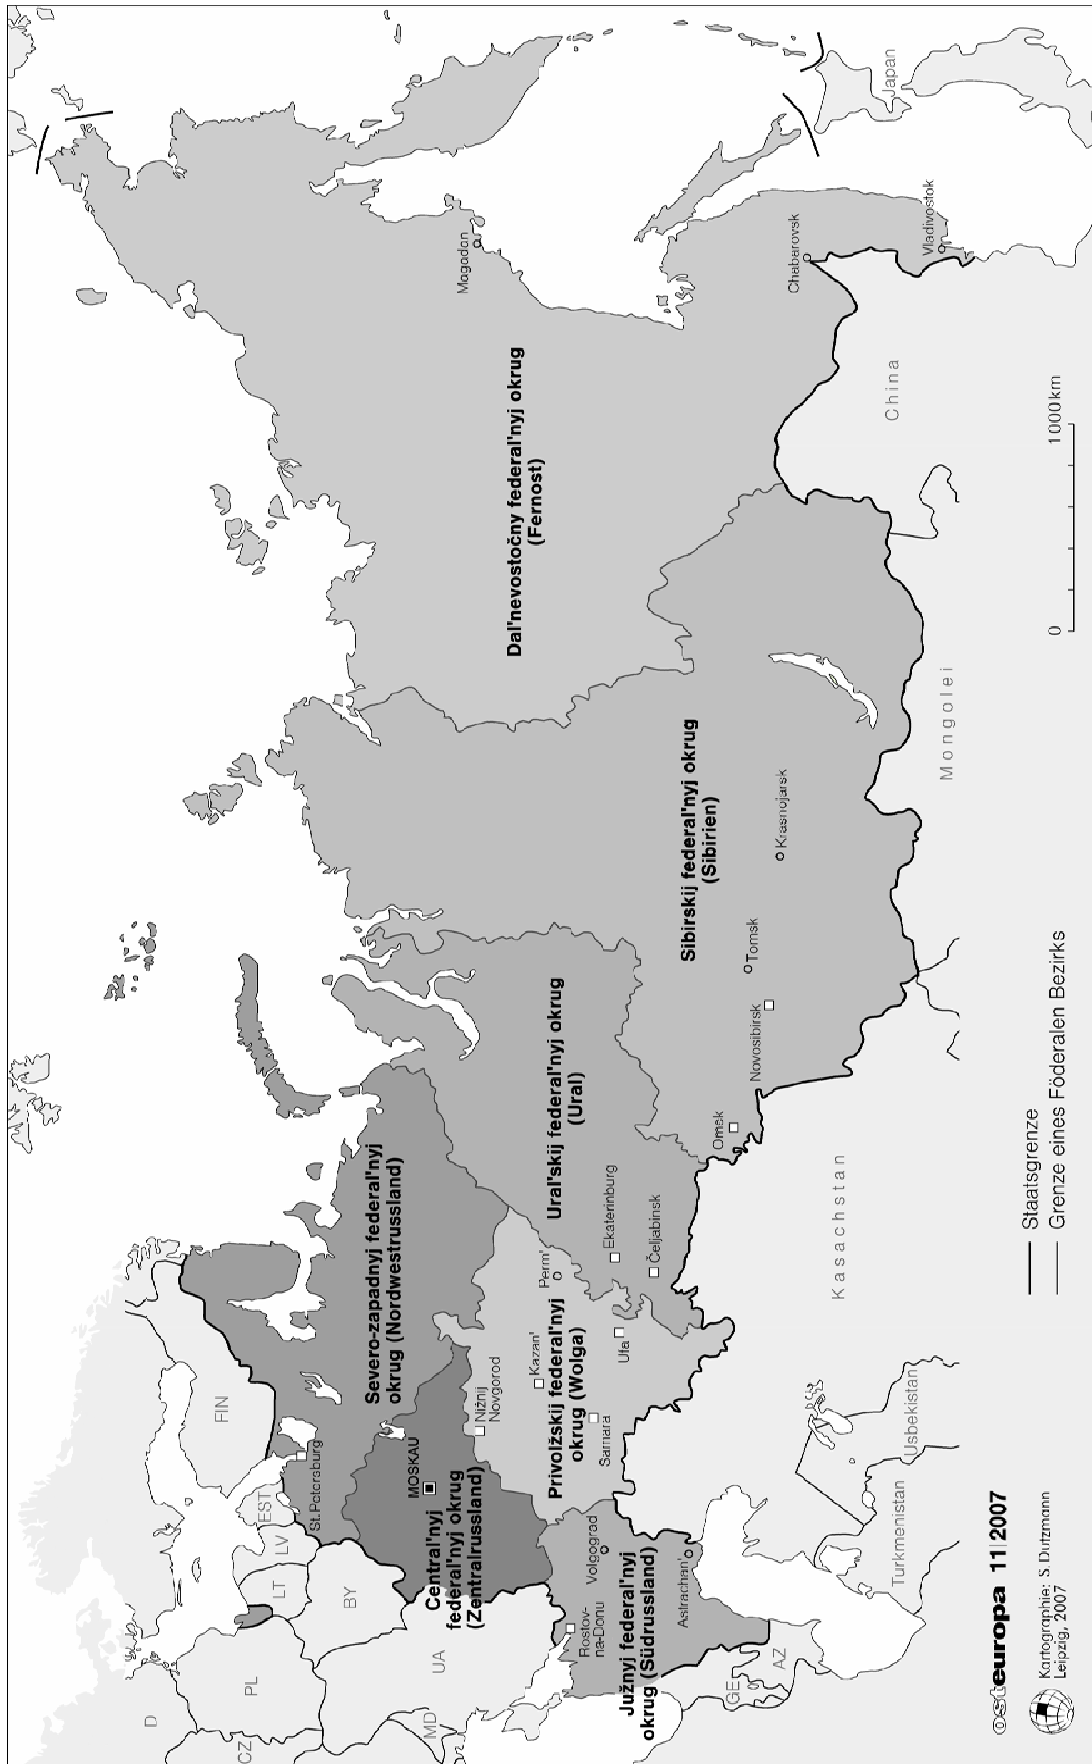 Severo-zapadnyj federal'nyj
okrug (Nordwestrussland)
Central'nyj
federal'nyj okrug
(Zentralrussland)
Južnyj federal'nyj
okrug (Südrussland)
Privolžskij federal'nyj
okrug (Wolga)
Ural'skij federal'nyj okrug
(Ural)
Sibirskij federal'nyj okrug
(Sibirien)
Dal'nevostočny federal'nyj okrug
(Fernost)
St. Petersburg
MOSKAU
Nižnij
Novgorod
Kazan'
Perm'
Samara
Ufa
Ekaterinburg
Čeljabinsk
Volgograd
Rostov-
na-Donu
Astrachan'
Omsk
Novosibirsk
Tomsk
Krasnojarsk
Magadan
Chabarovsk
Vladivostok
D
CZ
PL
LT
LV
EST
FIN
BY
UA
MD
GE
AZ
Turkmenistan
Usbekistan
Kasachstan
Mongolei
China
Japan
osteuropa 11|2007
Kartographie: S. Dutzmann
Leipzig, 2007
Staatsgrenze
Grenze eines Föderalen Bezirks
0 1000 km